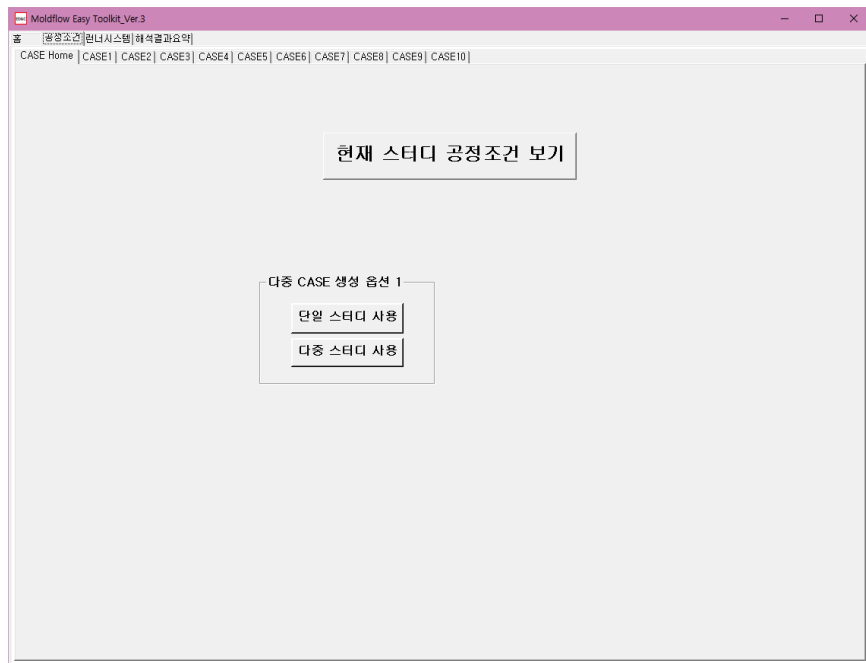 Moldflow Easy Toolkit_Ver.3
홈 공정조건 런너시스템 해석결과요약
CASE Home CASE1 CASE2 CASE3 CASE4 CASE5 CASE6 CASE7 CASE8 CASE9 CASE10
현재 스터디 공정조건 보기
다중 CASE 생성 옵션 1
단일 스터디 사용
다중 스터디 사용